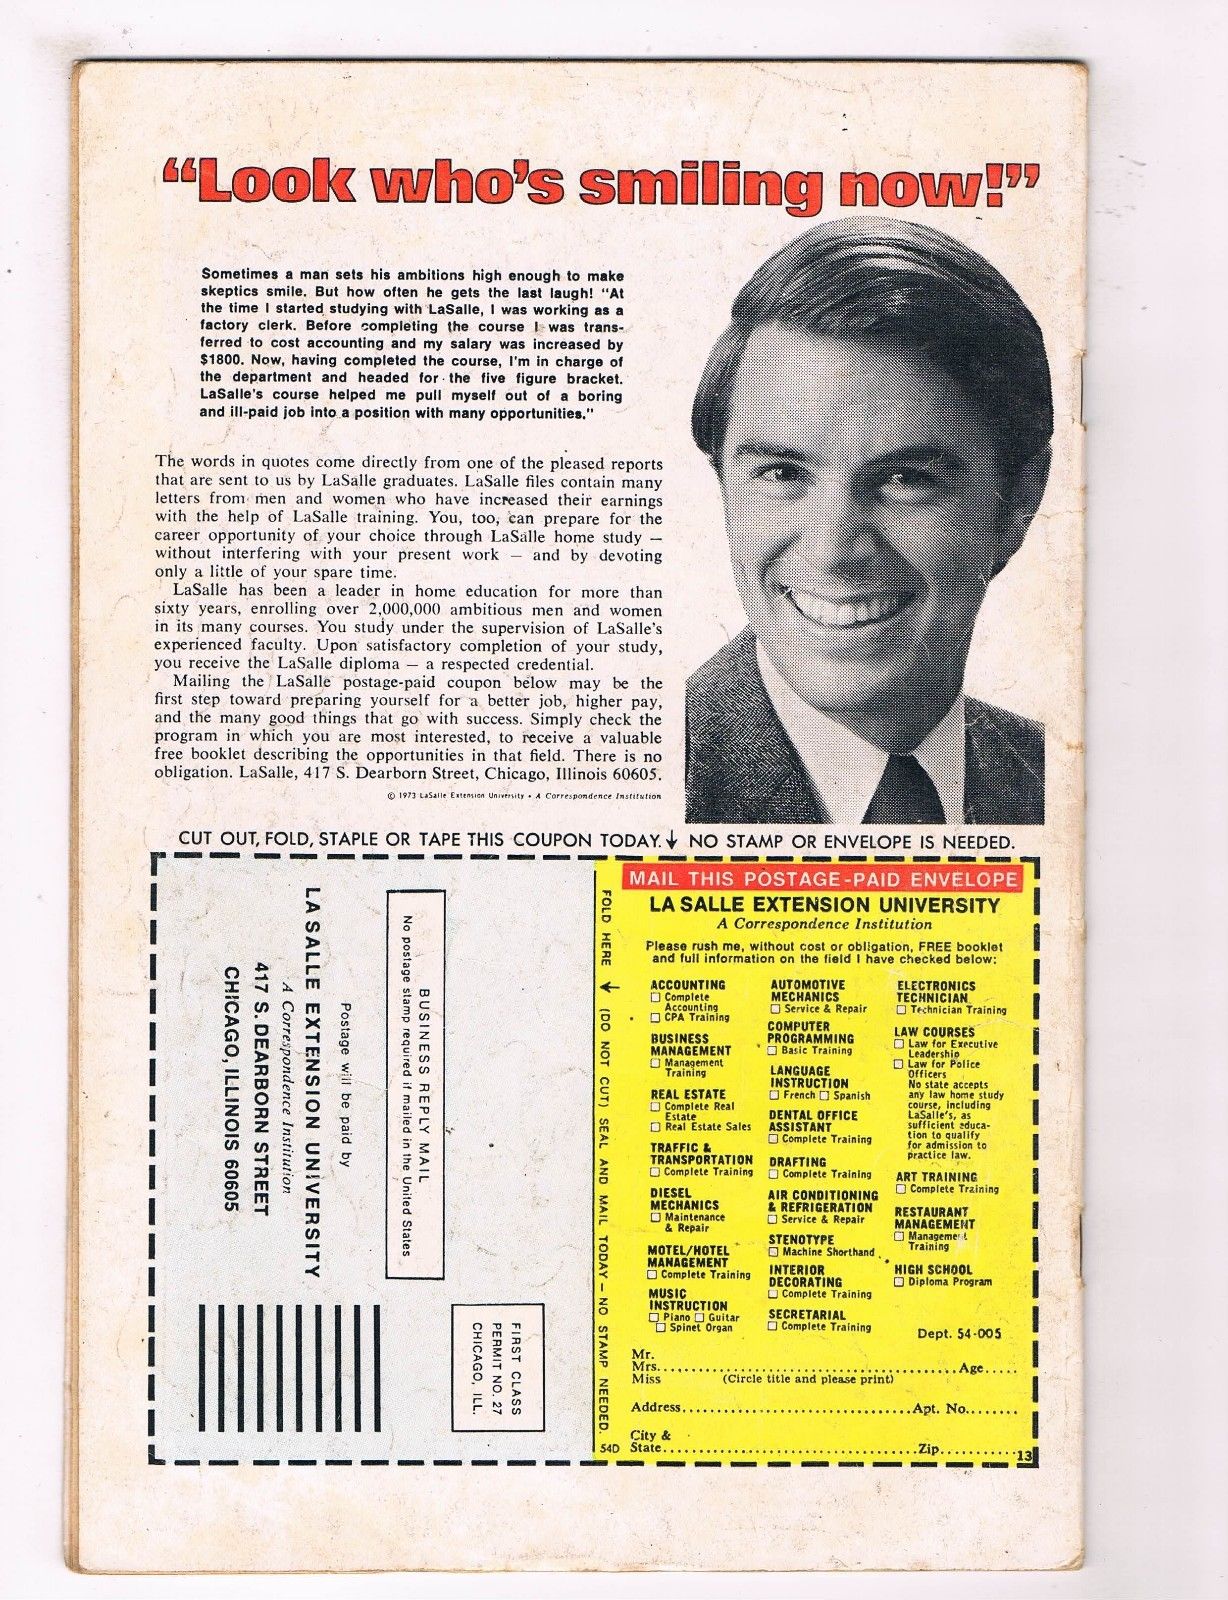 “Look who’s smiling now!”
Sometimes a man sets his ambitions high enough to make
skeptics smile. But how often he gets the last laugh! "At
the time I started studying with LaSalle, I was working as a
factory clerk. Before completing the course I was trans-
ferred to cost accounting and my salary was increased by
$1800. Now, having completed the course, I'm in charge of
the department and headed for the five figure bracket.
LaSalle's course helped me pull myself out of a boring
and ill-paid job into a position with many opportunities."
The words in quotes come directly from one of the pleased reports
that are sent to us by LaSalle graduates. LaSalle files contain many
letters from men and women who have increased their earnings
with the help of LaSalle training. You, too, can prepare for the
career opportunity of your choice through LaSalle home study —
without interfering with your present work — and by devoting
only a little of your spare time.
LaSalle has been a leader in home education for more than
sixty years, enrolling over 2,000,000 ambitious men and women
in its many courses. You study under the supervision of LaSalle's
experienced faculty. Upon satisfactory completion of your study,
you receive the LaSalle diploma — a respected credential.
Mailing the LaSalle postage-paid coupon below may be the
first step toward preparing yourself for a better job, higher pay,
and the many good things that go with success. Simply check the
program in which you are most interested, to receive a valuable
free booklet describing the opportunities in that field. There is no
obligation. LaSalle, 417 S. Dearborn Street, Chicago, Illinois 60605.
© 1973 LaSalle Extension University • A Correspondence Institution
CUT OUT, FOLD, STAPLE OR TAPE THIS COUPON TODAY. ↓ NO STAMP OR ENVELOPE IS NEEDED.
FIRST CLASS
PERMIT NO. 27
CHICAGO, ILL.
BUSINESS REPLY MAIL
No postage stamp required if mailed in the United States
Postage will be paid by
LA SALLE EXTENSION UNIVERSITY
A Correspondence Institution
417 S. DEARBORN STREET
CHICAGO, ILLINOIS 60605
FOLD HERE ↓ (DO NOT CUT) SEAL AND MAIL TODAY — NO STAMP NEEDED.
MAIL THIS POSTAGE-PAID ENVELOPE
LA SALLE EXTENSION UNIVERSITY
A Correspondence Institution
Please rush me, without cost or obligation, FREE booklet
and full information on the field I have checked below:
ACCOUNTING
☐ Complete
Accounting
☐ CPA Training
BUSINESS
MANAGEMENT
☐ Management
Training
REAL ESTATE
☐ Complete Real
Estate
☐ Real Estate Sales
TRAFFIC &
TRANSPORTATION
☐ Complete Training
DIESEL
MECHANICS
☐ Maintenance
& Repair
MOTEL/HOTEL
MANAGEMENT
☐ Complete Training
MUSIC
INSTRUCTION
☐ Piano ☐ Guitar
☐ Spinet Organ
AUTOMOTIVE
MECHANICS
☐ Service & Repair
COMPUTER
PROGRAMMING
☐ Basic Training
LANGUAGE
INSTRUCTION
☐ French ☐ Spanish
DENTAL OFFICE
ASSISTANT
☐ Complete Training
DRAFTING
☐ Complete Training
AIR CONDITIONING
& REFRIGERATION
☐ Service & Repair
STENOTYPE
☐ Machine Shorthand
INTERIOR
DECORATING
☐ Complete Training
SECRETARIAL
☐ Complete Training
ELECTRONICS
TECHNICIAN
☐ Technician Training
LAW COURSES
☐ Law for Executive
Leadership
☐ Law for Police
Officers
No state accepts
any law home study
course, including
LaSalle's, as
sufficient educa-
tion to qualify
for admission to
practice law.
ART TRAINING
☐ Complete Training
RESTAURANT
MANAGEMENT
☐ Management
Training
HIGH SCHOOL
☐ Diploma Program
Dept. 54-005
Mr.
Mrs. Age
Miss (Circle title and please print)
Address Apt. No.
City &
State Zip
54D
13